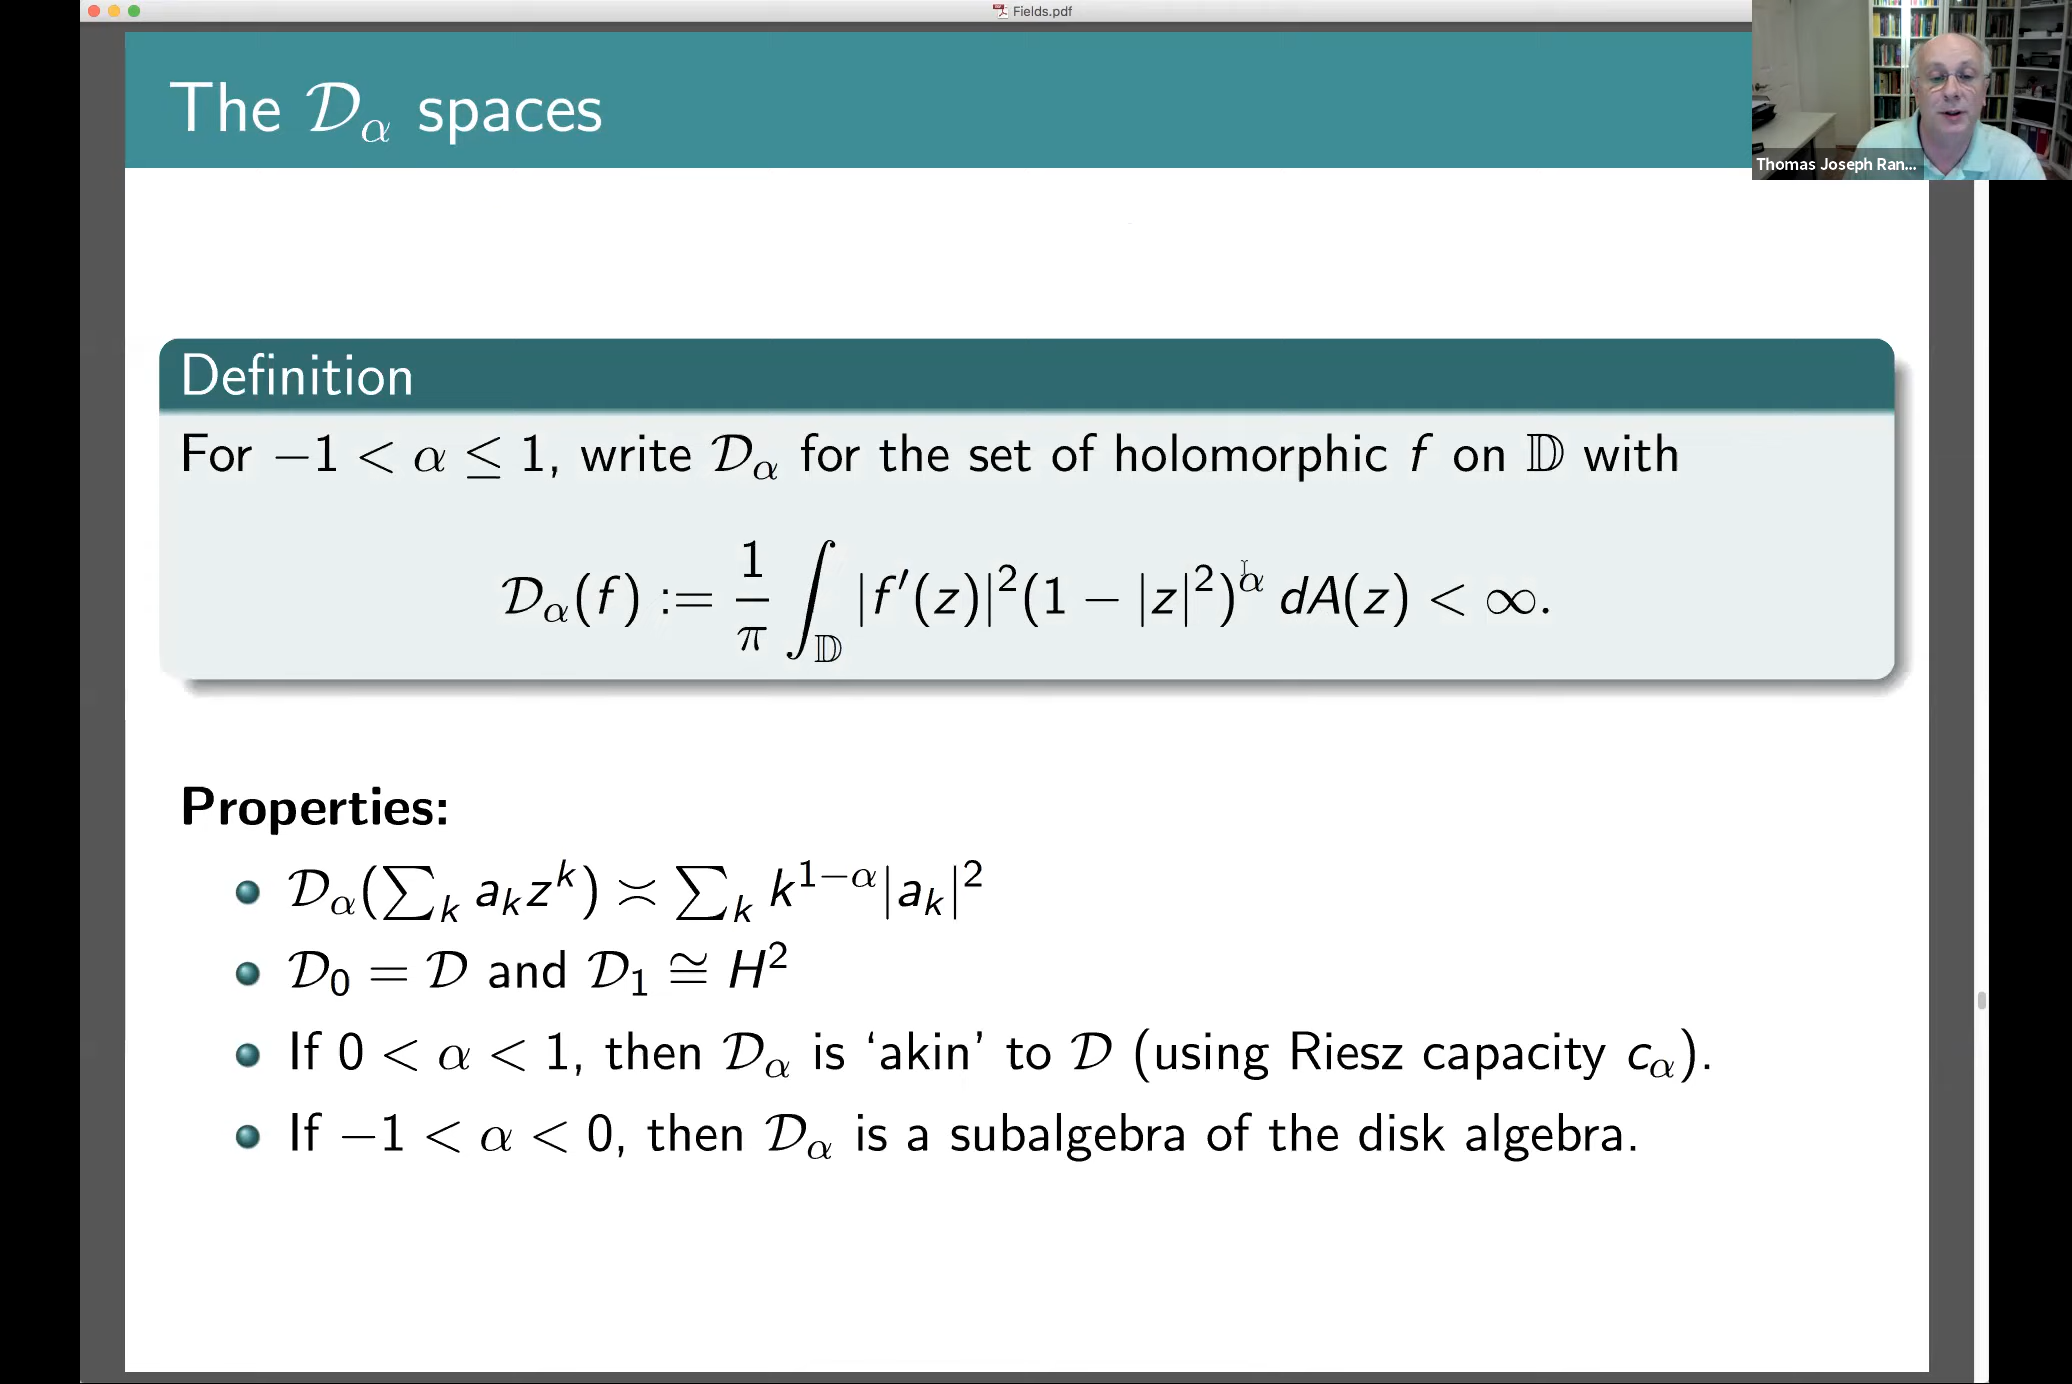 Fields.pdf
The 𝒟_α spaces
Thomas Joseph Ran...
Definition
For −1 < α ≤ 1, write 𝒟_α for the set of holomorphic f on 𝔻 with
𝒟_α(f) := 1/π ∫_𝔻 |f′(z)|²(1 − |z|²)^α dA(z) < ∞.
Properties:
𝒟_α(∑_k a_k z^k) ≍ ∑_k k^{1−α}|a_k|²
𝒟_0 = 𝒟 and 𝒟_1 ≅ H²
If 0 < α < 1, then 𝒟_α is ‘akin’ to 𝒟 (using Riesz capacity c_α).
If −1 < α < 0, then 𝒟_α is a subalgebra of the disk algebra.